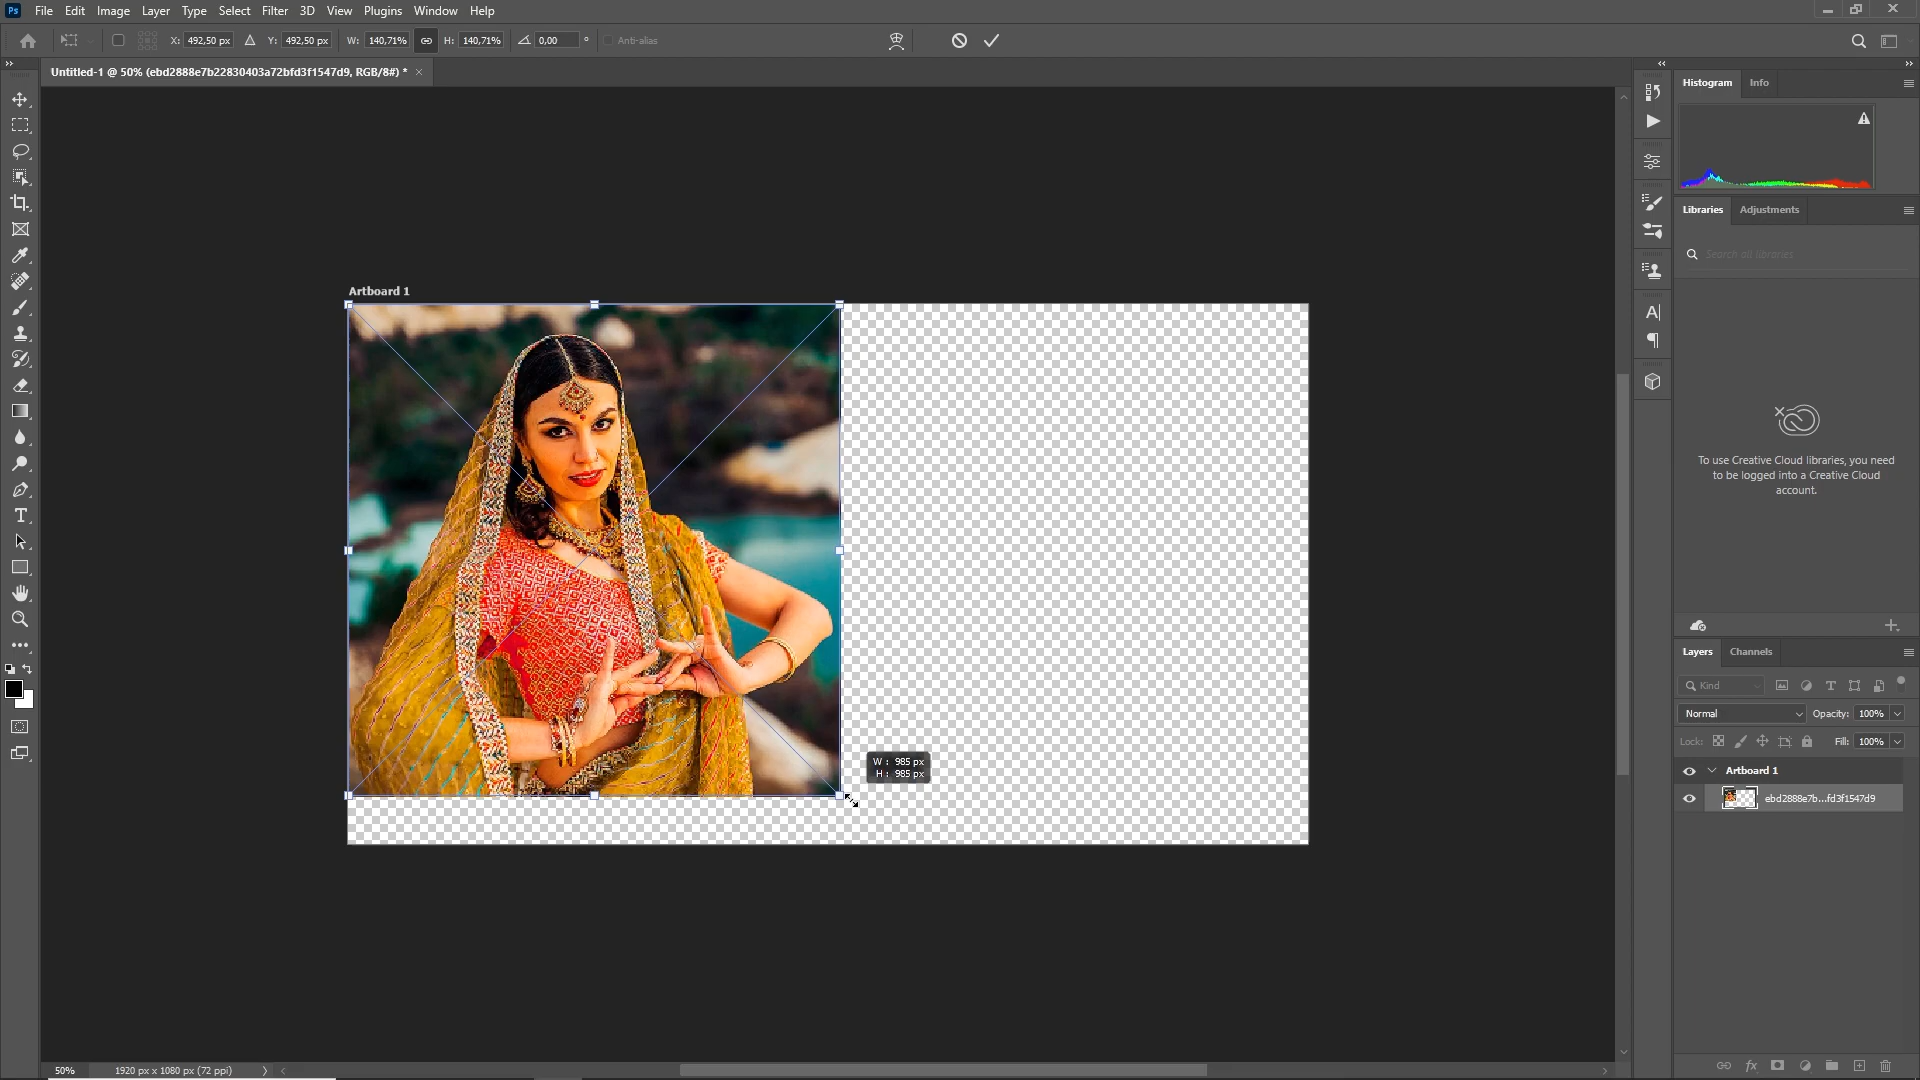 Ps File Edit Image Layer Type Select Filter 3D View Plugins Window Help
X: 492,50 px Y: 492,50 px W: 140,71% H: 140,71% 0,00 ° Anti-alias
Untitled-1 @ 50% (ebd2888e7b22830403a72bfd3f1547d9, RGB/8#) * ×
Histogram Info
Libraries Adjustments
Search all libraries
Artboard 1
To use Creative Cloud libraries, you need
to be logged into a Creative Cloud
account.
Layers Channels
Kind
Normal Opacity: 100%
Lock: Fill: 100%
W : 985 px
H : 985 px
Artboard 1
ebd2888e7b...fd3f1547d9
50% 1920 px x 1080 px (72 ppi)